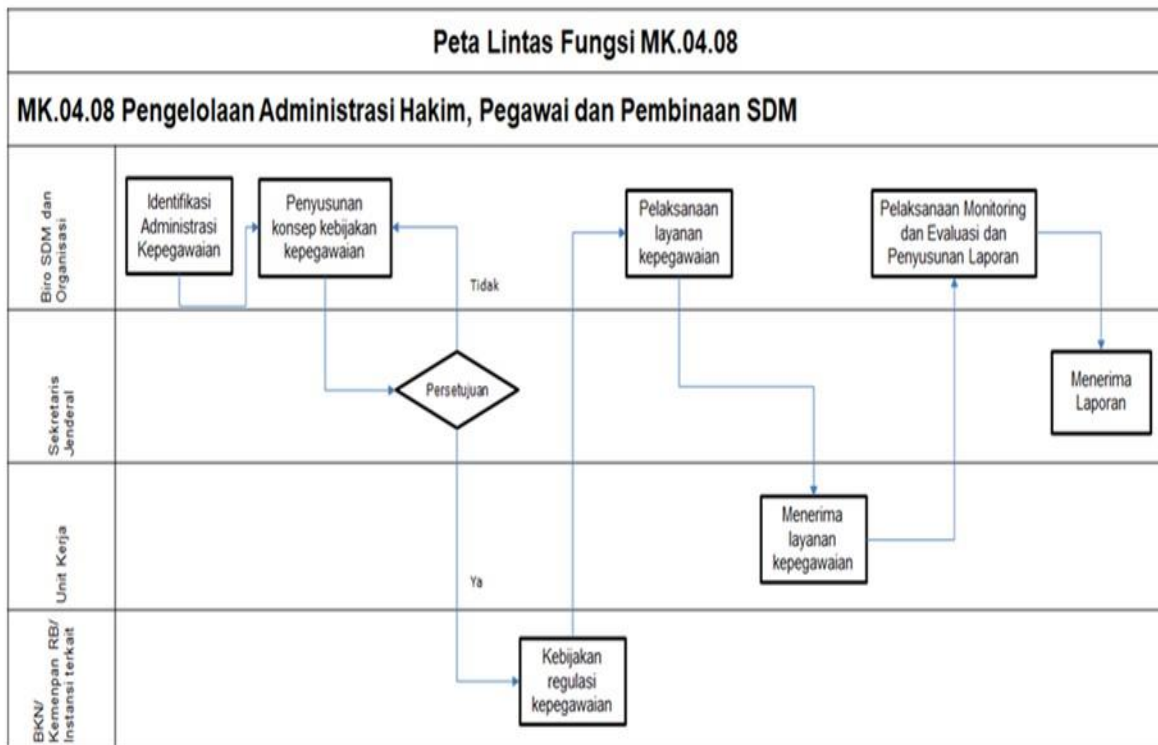 Peta Lintas Fungsi MK.04.08
MK.04.08 Pengelolaan Administrasi Hakim, Pegawai dan Pembinaan SDM
Biro SDM dan
Organisasi
Identifikasi
Administrasi
Kepegawaian
Penyusunan
konsep kebijakan
kepegawaian
Pelaksanaan
layanan
kepegawaian
Pelaksanaan Monitoring
dan Evaluasi dan
Penyusunan Laporan
Tidak
Sekretaris
Jenderal
Persetujuan
Menerima
Laporan
Unit Kerja
Menerima
layanan
kepegawaian
Ya
BKN/
Kemenpan RB/
Instansi terkait
Kebijakan
regulasi
kepegawaian